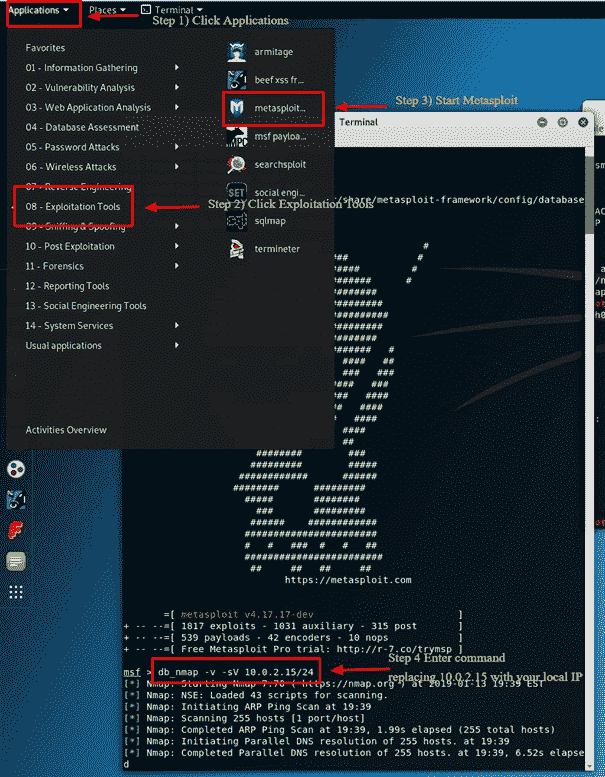 Applications ▾ Places ▾ Terminal ▾
Step 1) Click Applications
Favorites
01 - Information Gathering
02 - Vulnerability Analysis
03 - Web Application Analysis
04 - Database Assessment
05 - Password Attacks
06 - Wireless Attacks
07 - Reverse Engineering
08 - Exploitation Tools
09 - Sniffing & Spoofing
10 - Post Exploitation
11 - Forensics
12 - Reporting Tools
13 - Social Engineering Tools
14 - System Services
Usual applications
Activities Overview
armitage
beef xss fr...
metasploit...
msf payloa...
searchsploit
social engi...
sqlmap
termineter
Step 3) Start Metasploit
Step 2) Click Exploitation Tools
Terminal
/share/metasploit-framework/config/database
https://metasploit.com
=[ metasploit v4.17.17-dev ]
+ -- --=[ 1817 exploits - 1031 auxiliary - 315 post ]
+ -- --=[ 539 payloads - 42 encoders - 10 nops ]
+ -- --=[ Free Metasploit Pro trial: http://r-7.co/trymsp ]
msf > db_nmap -v -sV 10.0.2.15/24
Step 4 Enter command
replacing 10.0.2.15 with your local IP
[*] Nmap: Starting Nmap 7.70 ( https://nmap.org ) at 2019-01-13 19:39 EST
[*] Nmap: NSE: Loaded 43 scripts for scanning.
[*] Nmap: Initiating ARP Ping Scan at 19:39
[*] Nmap: Scanning 255 hosts [1 port/host]
[*] Nmap: Completed ARP Ping Scan at 19:39, 1.99s elapsed (255 total hosts)
[*] Nmap: Initiating Parallel DNS resolution of 255 hosts. at 19:39
[*] Nmap: Completed Parallel DNS resolution of 255 hosts. at 19:39, 6.52s elapse
d